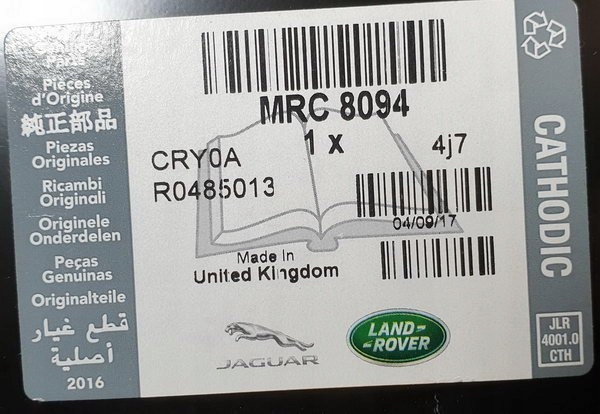 Parts
Pièces
d'Origine
純正部品
Piezas
Originales
Ricambi
Originali
Originele
Onderdelen
Peças
Genuinas
Originalteile
قطع غيار
أصلية
2016
MRC 8094
1 x
4j7
CRY0A
R0485013
04/09/17
Made In
United Kingdom
JAGUAR
LAND-
ROVER
CATHODIC
JLR
4001.0
CTH